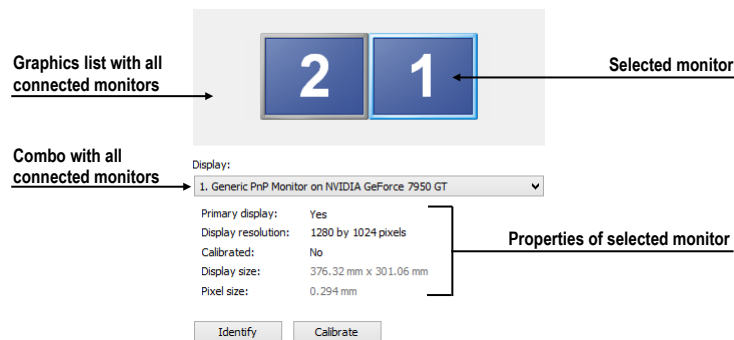 Graphics list with all
connected monitors
2
1
Selected monitor
Combo with all
connected monitors
Display:
1. Generic PnP Monitor on NVIDIA GeForce 7950 GT
Primary display: Yes
Display resolution: 1280 by 1024 pixels
Calibrated: No
Display size: 376.32 mm x 301.06 mm
Pixel size: 0.294 mm
Properties of selected monitor
Identify Calibrate